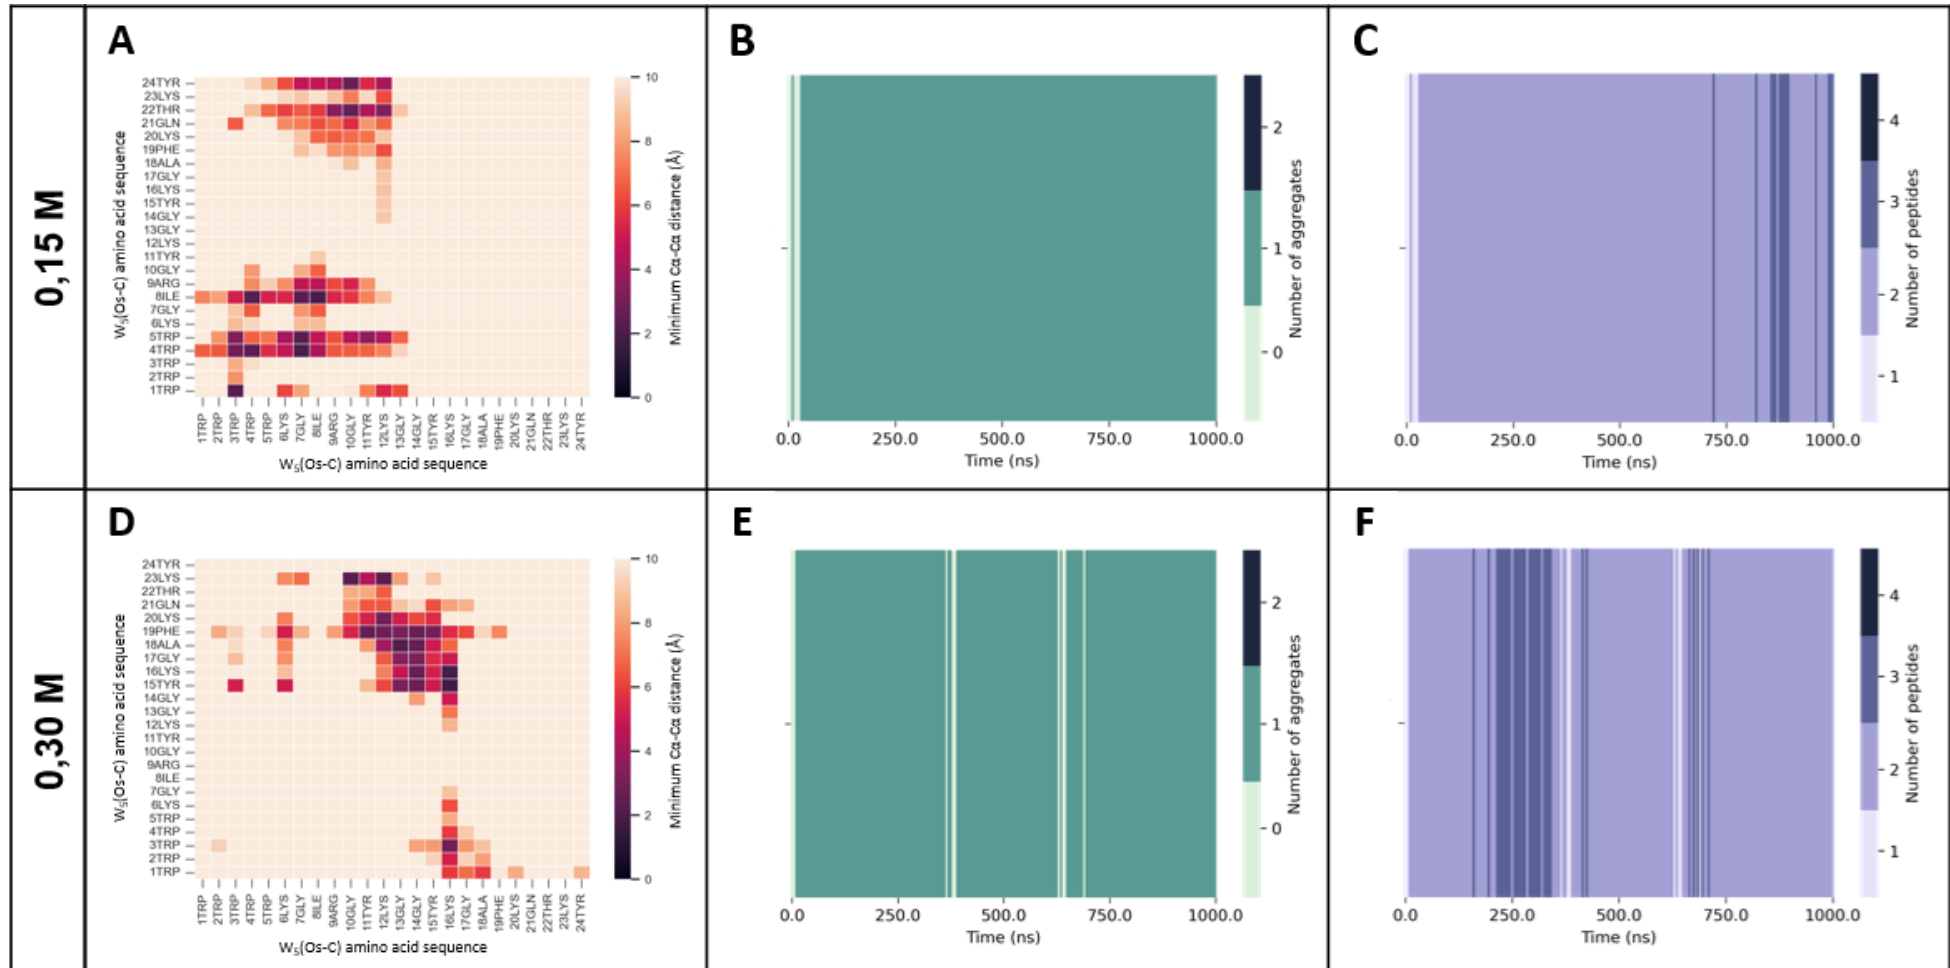 0,15 M
A
24TYR
23LYS
22THR
21GLN
20LYS
19PHE
18ALA
17GLY
16LYS
15TYR
14GLY
13GLY
12LYS
11TYR
10GLY
9ARG
8ILE
7GLY
6LYS
5TRP
4TRP
3TRP
2TRP
1TRP
W5(Os-C) amino acid sequence
1TRP
2TRP
3TRP
4TRP
5TRP
6LYS
7GLY
8ILE
9ARG
10GLY
11TYR
12LYS
13GLY
14GLY
15TYR
16LYS
17GLY
18ALA
19PHE
20LYS
21GLN
22THR
23LYS
24TYR
W5(Os-C) amino acid sequence
10
8
6
4
2
0
Minimum Cα-Cα distance (Å)
B
0.0 250.0 500.0 750.0 1000.0
Time (ns)
2
1
0
Number of aggregates
C
0.0 250.0 500.0 750.0 1000.0
Time (ns)
4
3
2
1
Number of peptides
0,30 M
D
24TYR
23LYS
22THR
21GLN
20LYS
19PHE
18ALA
17GLY
16LYS
15TYR
14GLY
13GLY
12LYS
11TYR
10GLY
9ARG
8ILE
7GLY
6LYS
5TRP
4TRP
3TRP
2TRP
1TRP
W5(Os-C) amino acid sequence
1TRP
2TRP
3TRP
4TRP
5TRP
6LYS
7GLY
8ILE
9ARG
10GLY
11TYR
12LYS
13GLY
14GLY
15TYR
16LYS
17GLY
18ALA
19PHE
20LYS
21GLN
22THR
23LYS
24TYR
W5(Os-C) amino acid sequence
10
8
6
4
2
0
Minimum Cα-Cα distance (Å)
E
0.0 250.0 500.0 750.0 1000.0
Time (ns)
2
1
0
Number of aggregates
F
0.0 250.0 500.0 750.0 1000.0
Time (ns)
4
3
2
1
Number of peptides